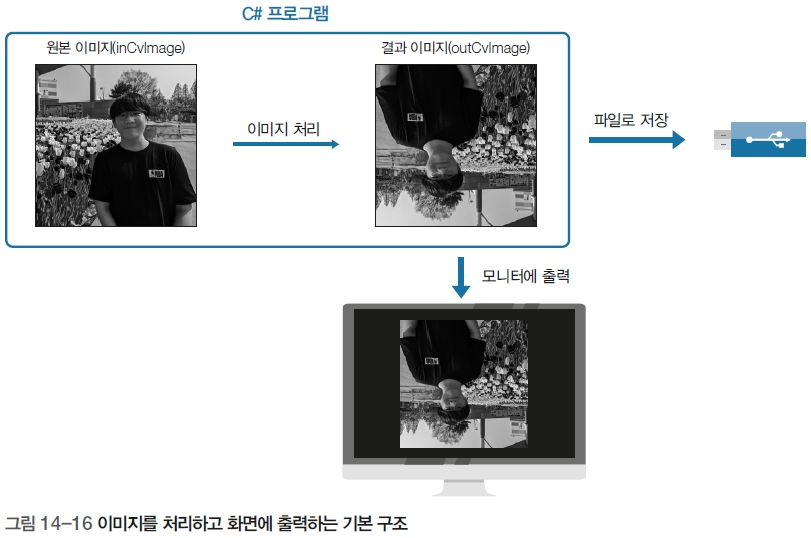 C# 프로그램
원본 이미지(inCvImage)
결과 이미지(outCvImage)
이미지 처리
파일로 저장
모니터에 출력
그림 14-16 이미지를 처리하고 화면에 출력하는 기본 구조